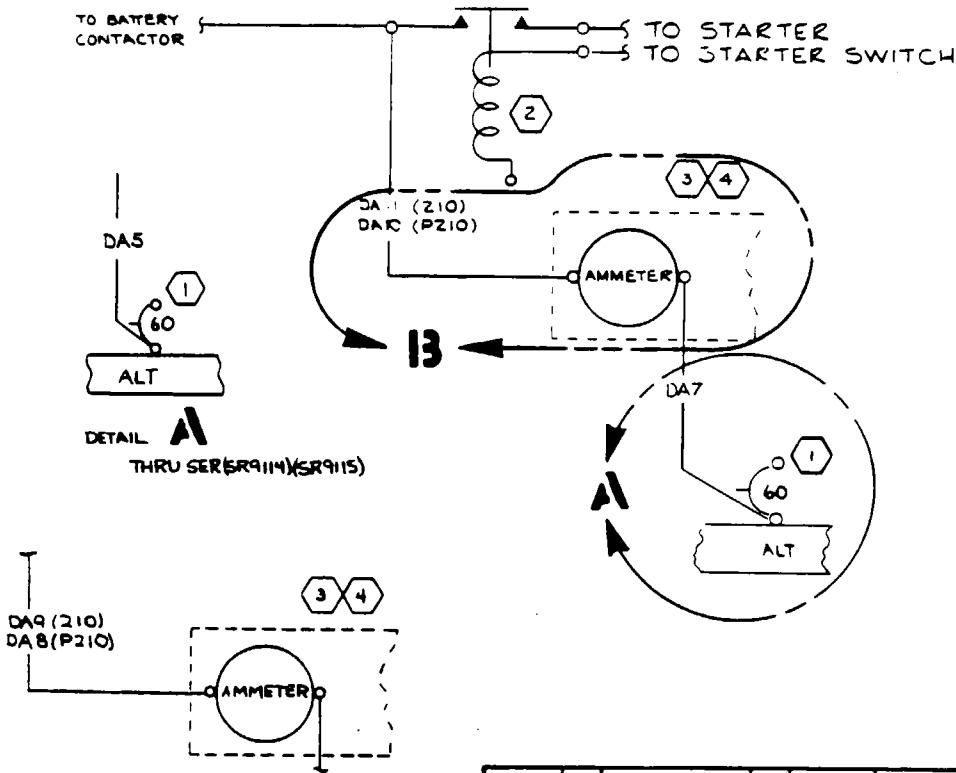 TO BATTERY
CONTACTOR
TO STARTER
TO STARTER SWITCH
2
3 4
(210)
DA1C (P210)
AMMETER
DA5
1
60
ALT
B
DETAIL A
THRU SER(SR9114)(SR9115)
DA7
A
1
60
ALT
3 4
DA9 (210)
DA8 (P210)
AMMETER